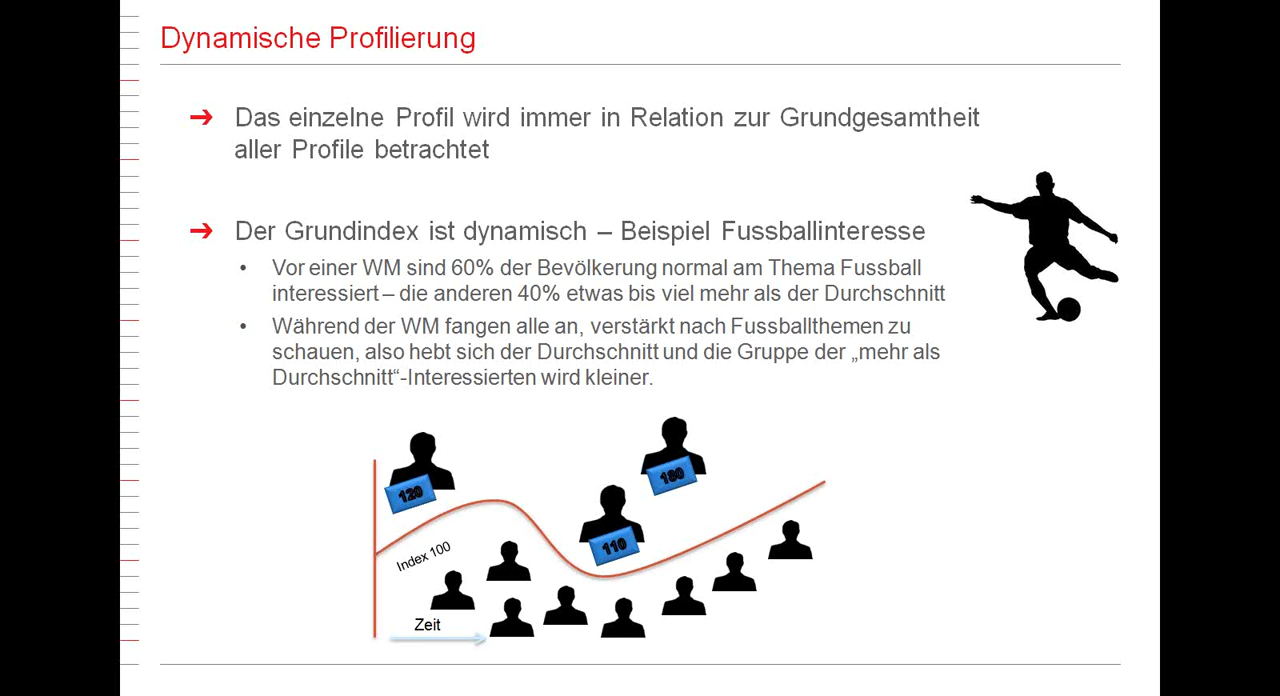 Dynamische Profilierung
➔ Das einzelne Profil wird immer in Relation zur Grundgesamtheit
aller Profile betrachtet
➔ Der Grundindex ist dynamisch – Beispiel Fussballinteresse
• Vor einer WM sind 60% der Bevölkerung normal am Thema Fussball
interessiert – die anderen 40% etwas bis viel mehr als der Durchschnitt
• Während der WM fangen alle an, verstärkt nach Fussballthemen zu
schauen, also hebt sich der Durchschnitt und die Gruppe der „mehr als
Durchschnitt“-Interessierten wird kleiner.
120
180
110
Index 100
Zeit